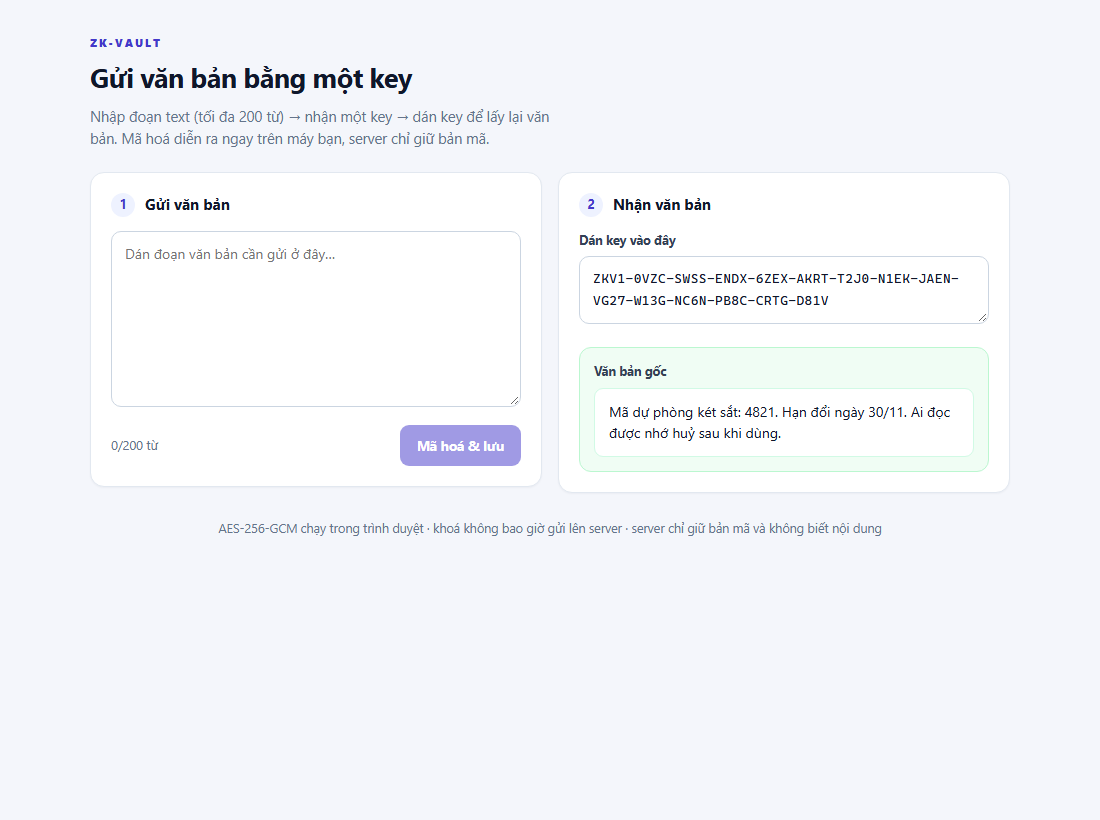 ZK-VAULT
Gửi văn bản bằng một key
Nhập đoạn text (tối đa 200 từ) → nhận một key → dán key để lấy lại văn
bản. Mã hoá diễn ra ngay trên máy bạn, server chỉ giữ bản mã.
1 Gửi văn bản
Dán đoạn văn bản cần gửi ở đây...
0/200 từ
Mã hoá & lưu
2 Nhận văn bản
Dán key vào đây
ZKV1-0VZC-SWSS-ENDX-6ZEX-AKRT-T2J0-N1EK-JAEN-
VG27-W13G-NC6N-PB8C-CRTG-D81V
Văn bản gốc
Mã dự phòng két sắt: 4821. Hạn đổi ngày 30/11. Ai đọc
được nhớ huỷ sau khi dùng.
AES-256-GCM chạy trong trình duyệt · khoá không bao giờ gửi lên server · server chỉ giữ bản mã và không biết nội dung